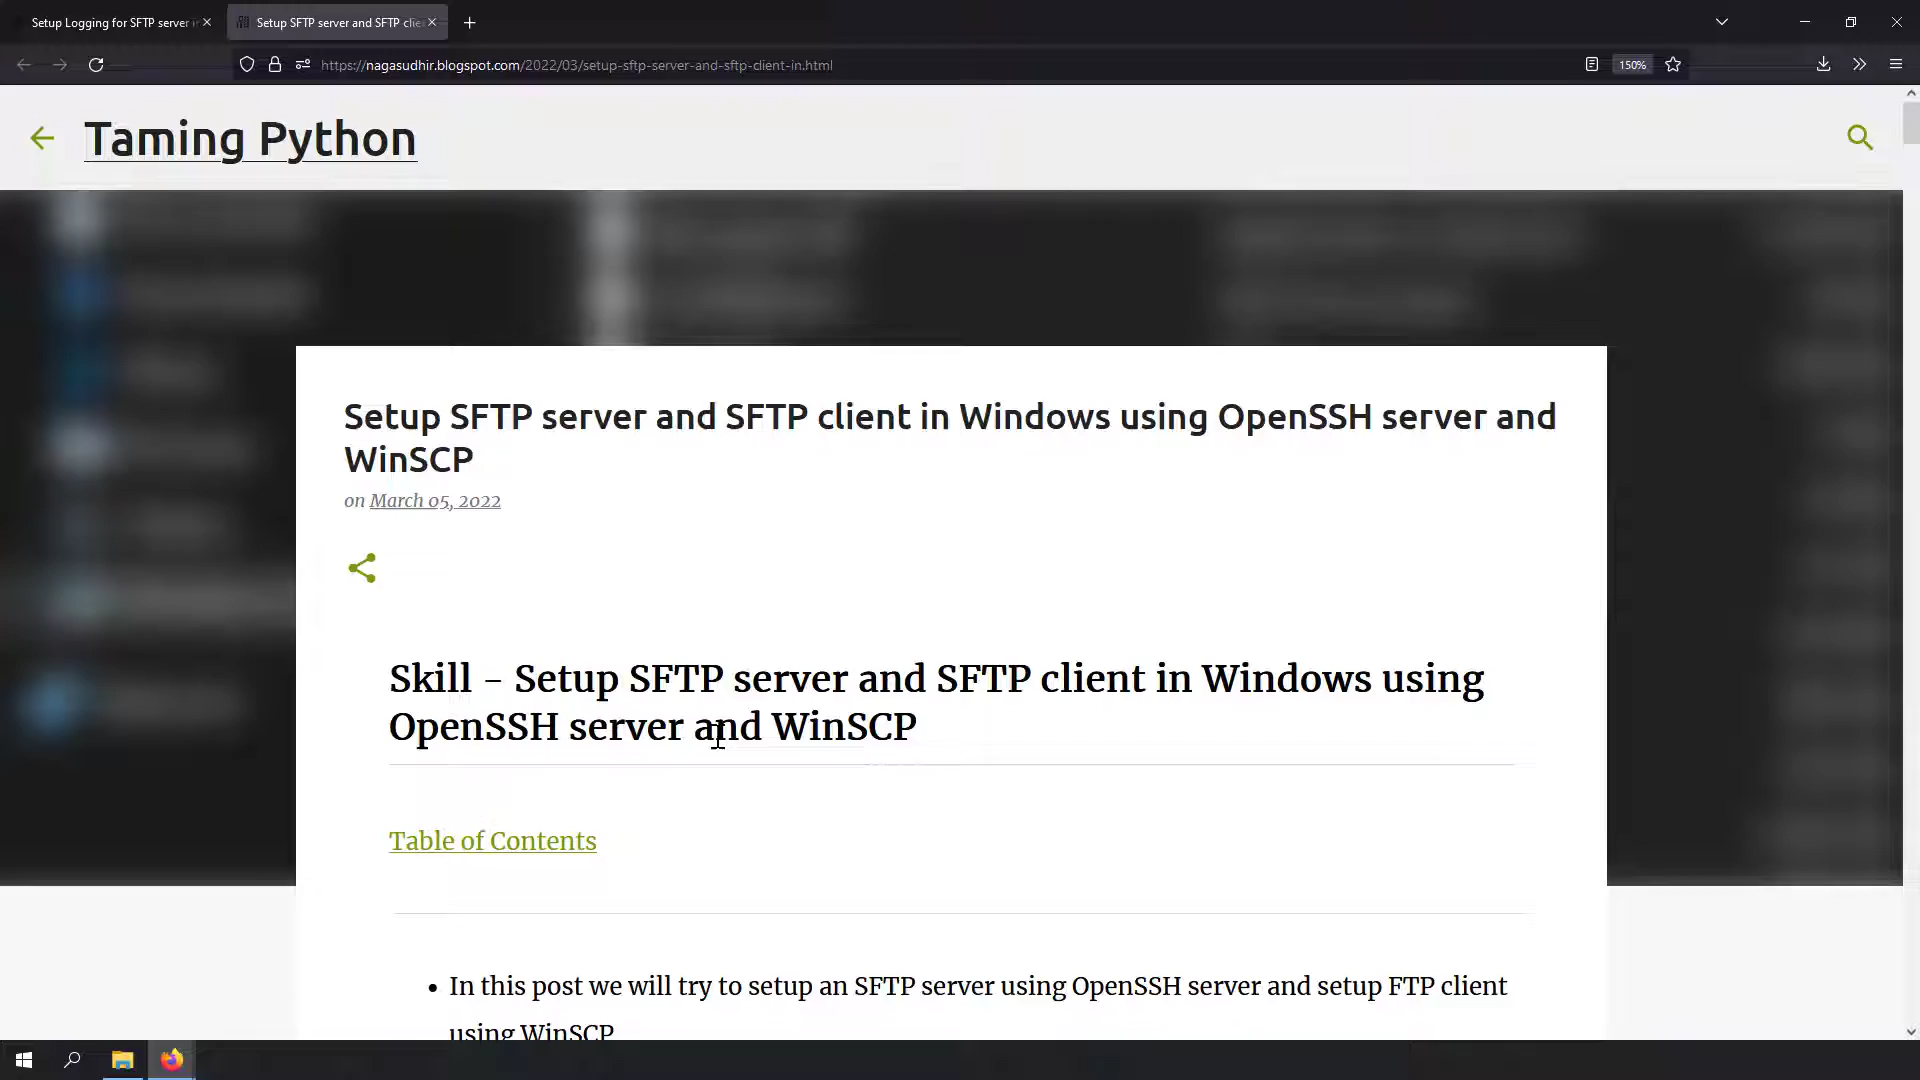 Setup Logging for SFTP server i
Setup SFTP server and SFTP clie
https://nagasudhir.blogspot.com/2022/03/setup-sftp-server-and-sftp-client-in.html
150%
Taming Python
Setup SFTP server and SFTP client in Windows using OpenSSH server and
WinSCP
on March 05, 2022
Skill - Setup SFTP server and SFTP client in Windows using
OpenSSH server and WinSCP
Table of Contents
• In this post we will try to setup an SFTP server using OpenSSH server and setup FTP client
using WinSCP